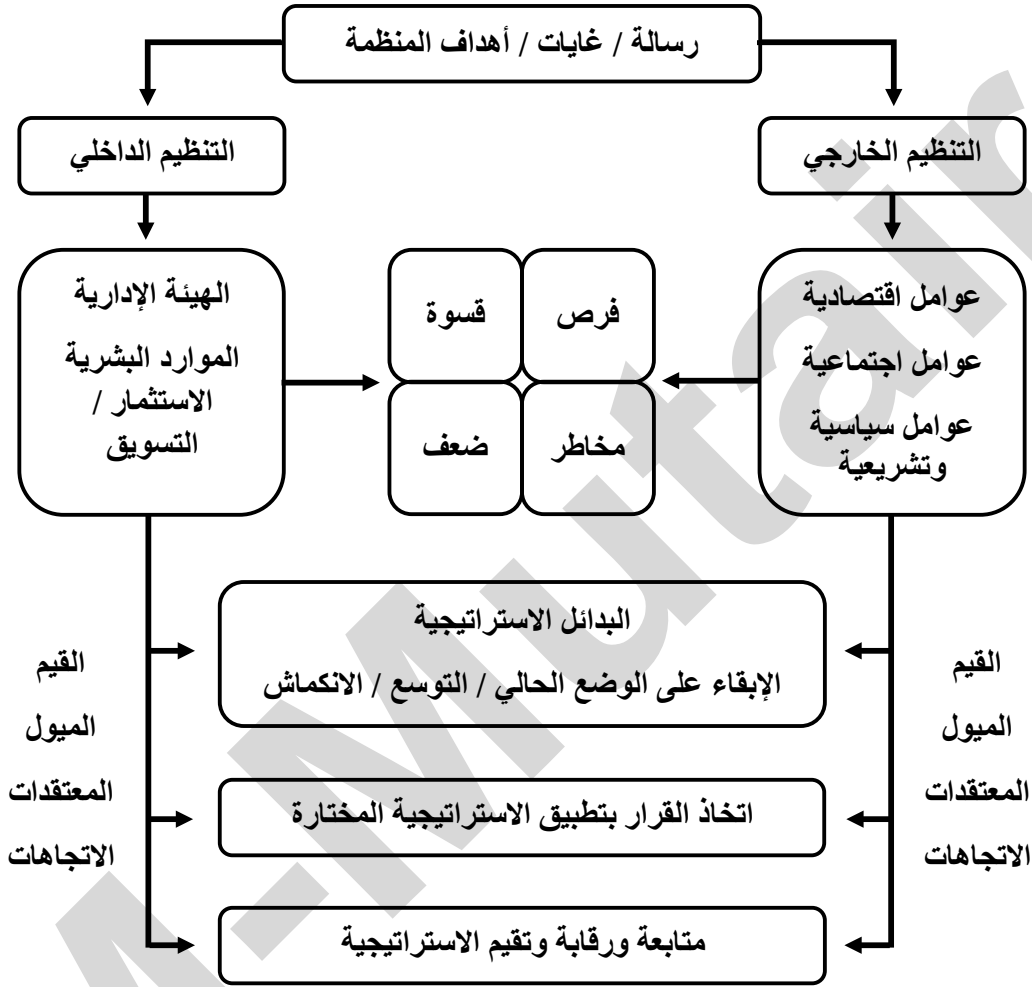 رسالة / غايات / أهداف المنظمة
التنظيم الخارجي
التنظيم الداخلي
عوامل اقتصادية
عوامل اجتماعية
عوامل سياسية
وتشريعية
فرص
قسوة
مخاطر
ضعف
الهيئة الإدارية
الموارد البشرية
الاستثمار /
التسويق
البدائل الاستراتيجية
الإبقاء على الوضع الحالي / التوسع / الانكماش
اتخاذ القرار بتطبيق الاستراتيجية المختارة
متابعة ورقابة وتقيم الاستراتيجية
القيم
الميول
المعتقدات
الاتجاهات
القيم
الميول
المعتقدات
الاتجاهات
M-Mutair